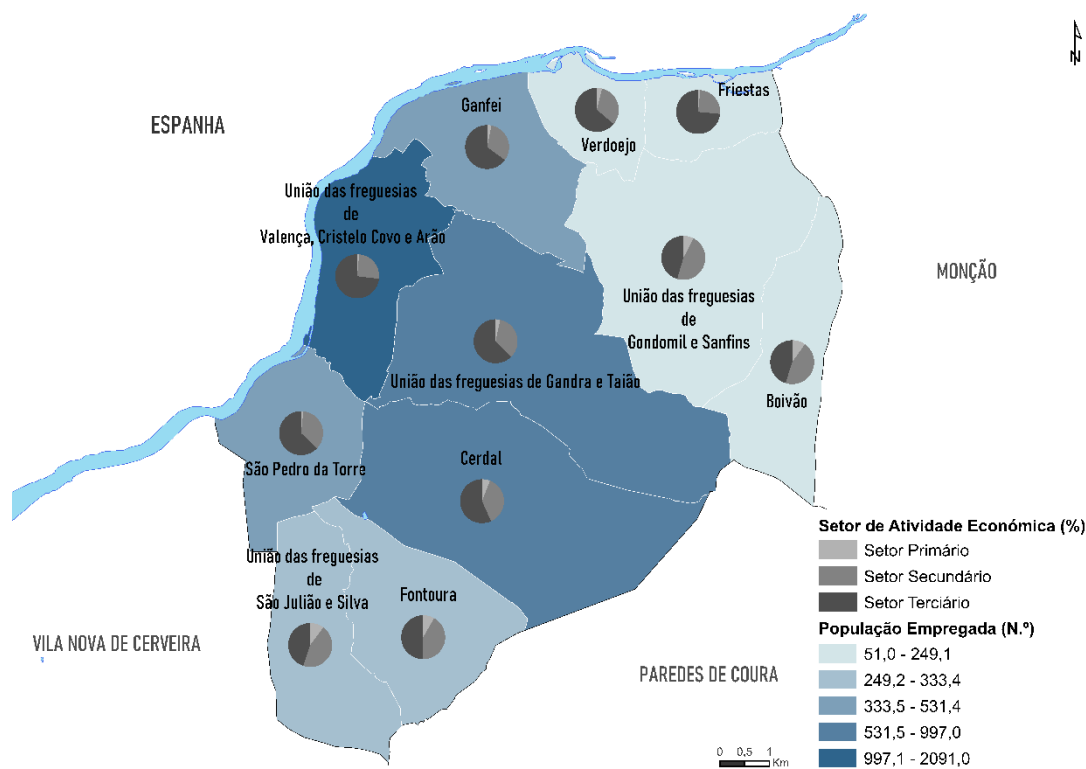 N
ESPANHA
Ganfei
Friestas
Verdoejo
União das freguesias
de
Valença, Cristelo Covo e Arão
MONÇÃO
União das freguesias
de
Gondomil e Sanfins
União das freguesias de Gandra e Taião
Boivão
São Pedro da Torre
Cerdal
União das freguesias
de
São Julião e Silva
Fontoura
VILA NOVA DE CERVEIRA
PAREDES DE COURA
Setor de Atividade Económica (%)
Setor Primário
Setor Secundário
Setor Terciário
População Empregada (N.º)
51,0 - 249,1
249,2 - 333,4
333,5 - 531,4
531,5 - 997,0
997,1 - 2091,0
0 0,5 1
Km